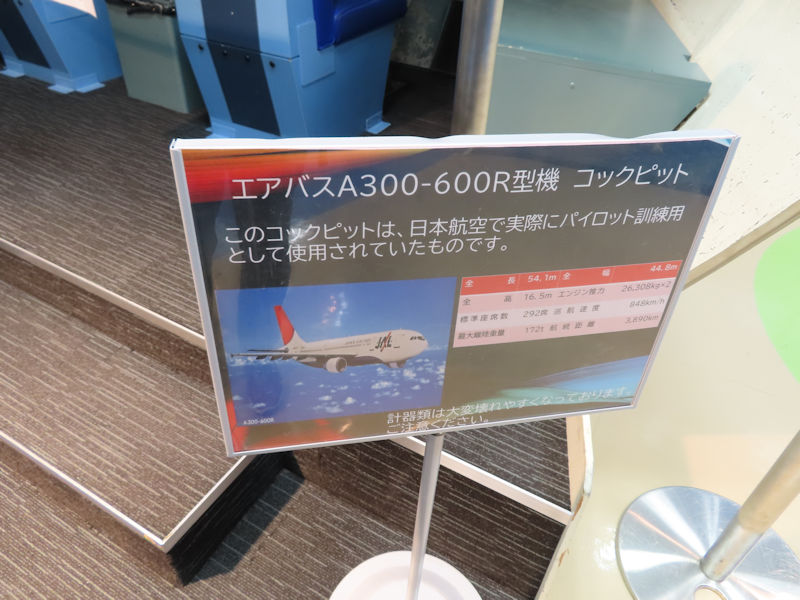 エアバスA300-600R型機 コックピット
このコックピットは、日本航空で実際にパイロット訓練用
として使用されていたものです。
全長 54.1m 全幅 44.8m
全高 16.5m エンジン推力 26,308kg×2
標準座席数 292席 巡航速度 848km/h
最大離陸重量 172t 航続距離 3,890km
JAL
A300-600R
計器類は大変壊れやすくなっております。
ご注意ください。